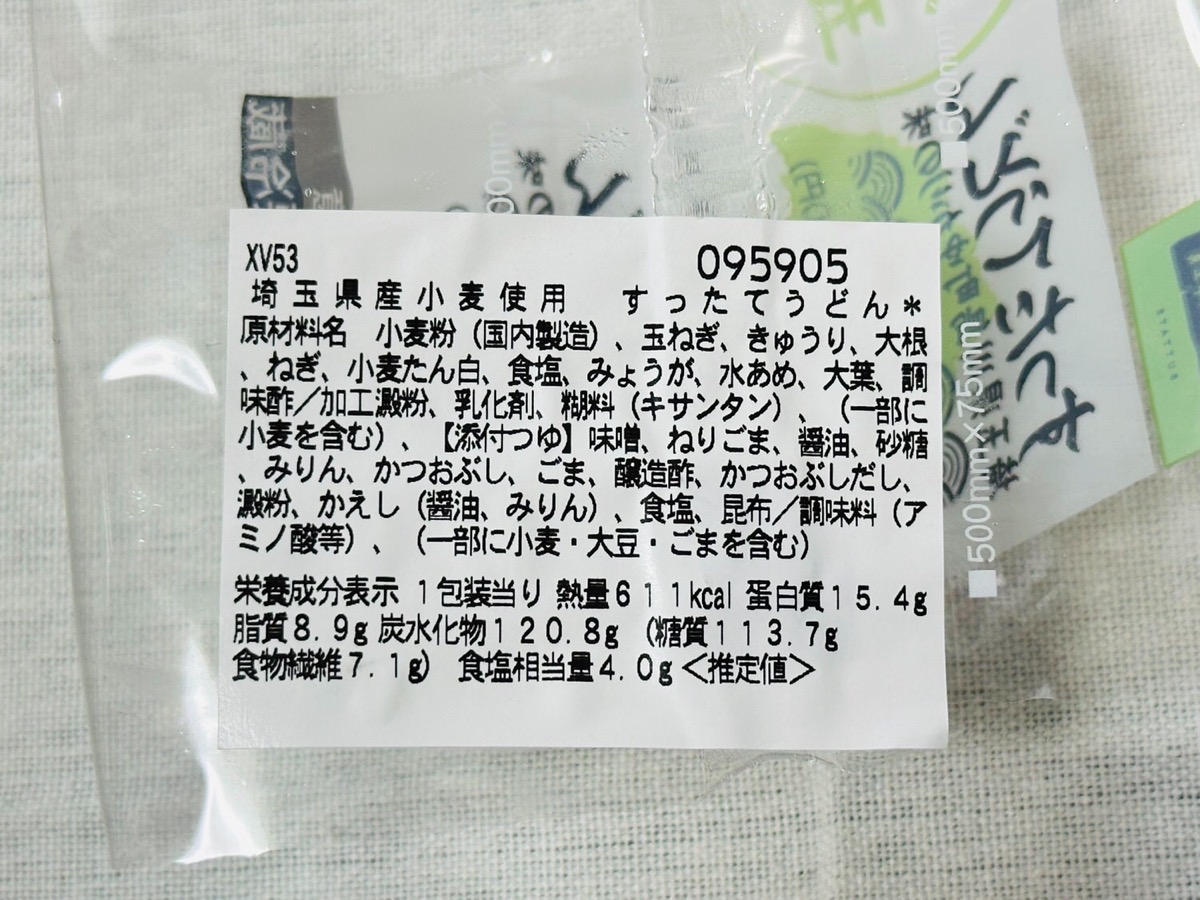 XV53 095905
埼玉県産小麦使用 すったてうどん*
原材料名 小麦粉(国内製造)、玉ねぎ、きゅうり、大根
、ねぎ、小麦たん白、食塩、みょうが、水あめ、大葉、調
味酢/加工澱粉、乳化剤、糊料(キサンタン)、(一部に
小麦を含む)、【添付つゆ】味噌、ねりごま、醤油、砂糖
、みりん、かつおぶし、ごま、醸造酢、かつおぶしだし、
澱粉、かえし(醤油、みりん)、食塩、昆布/調味料(ア
ミノ酸等)、(一部に小麦・大豆・ごまを含む)
栄養成分表示 1包装当り 熱量611kcal 蛋白質15.4g
脂質8.9g 炭水化物120.8g (糖質113.7g
食物繊維7.1g) 食塩相当量4.0g<推定値>
500mm×75mm
500mm